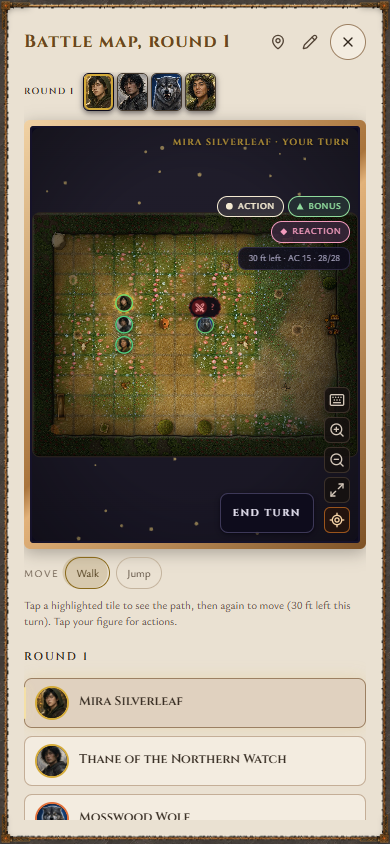 Battle map, round 1
ROUND 1
MIRA SILVERLEAF · YOUR TURN
ACTION
BONUS
REACTION
30 ft left · AC 15 · 28/28
?
END TURN
MOVE
Walk
Jump
Tap a highlighted tile to see the path, then again to move (30 ft left this
turn). Tap your figure for actions.
ROUND 1
Mira Silverleaf
Thane of the Northern Watch
Mosswood Wolf